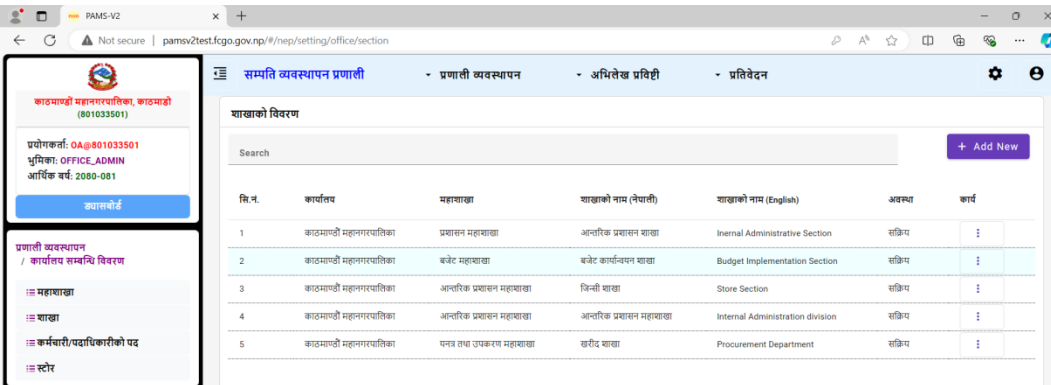 PAMS-V2
Not secure | pamsv2test.fcgo.gov.np/#/nep/setting/office/section
काठमाण्डौं महानगरपालिका, काठमाडौ
(801033501)
प्रयोगकर्ता: OA@801033501
भुमिका: OFFICE_ADMIN
आर्थिक वर्ष: 2080-081
ड्यासबोर्ड
प्रणाली व्यवस्थापन
/ कार्यालय सम्बन्धि विवरण
महाशाखा
शाखा
कर्मचारी/पदाधिकारीको पद
स्टोर
सम्पति व्यवस्थापन प्रणाली प्रणाली व्यवस्थापन अभिलेख प्रविष्टी प्रतिवेदन
शाखाको विवरण
Search + Add New
सि.नं. कार्यालय महाशाखा शाखाको नाम (नेपाली) शाखाको नाम (English) अवस्था कार्य
1 काठमाण्डौं महानगरपालिका प्रशासन महाशाखा आन्तरिक प्रशासन शाखा Inernal Administrative Section सक्रिय
2 काठमाण्डौं महानगरपालिका बजेट महाशाखा बजेट कार्यान्वयन शाखा Budget Implementation Section सक्रिय
3 काठमाण्डौं महानगरपालिका आन्तरिक प्रशासन महाशाखा जिन्सी शाखा Store Section सक्रिय
4 काठमाण्डौं महानगरपालिका आन्तरिक प्रशासन महाशाखा आन्तरिक प्रशासन महाशाखा Internal Administration division सक्रिय
5 काठमाण्डौं महानगरपालिका तथा उपकरण महाशाखा खरीद शाखा Procurement Department सक्रिय